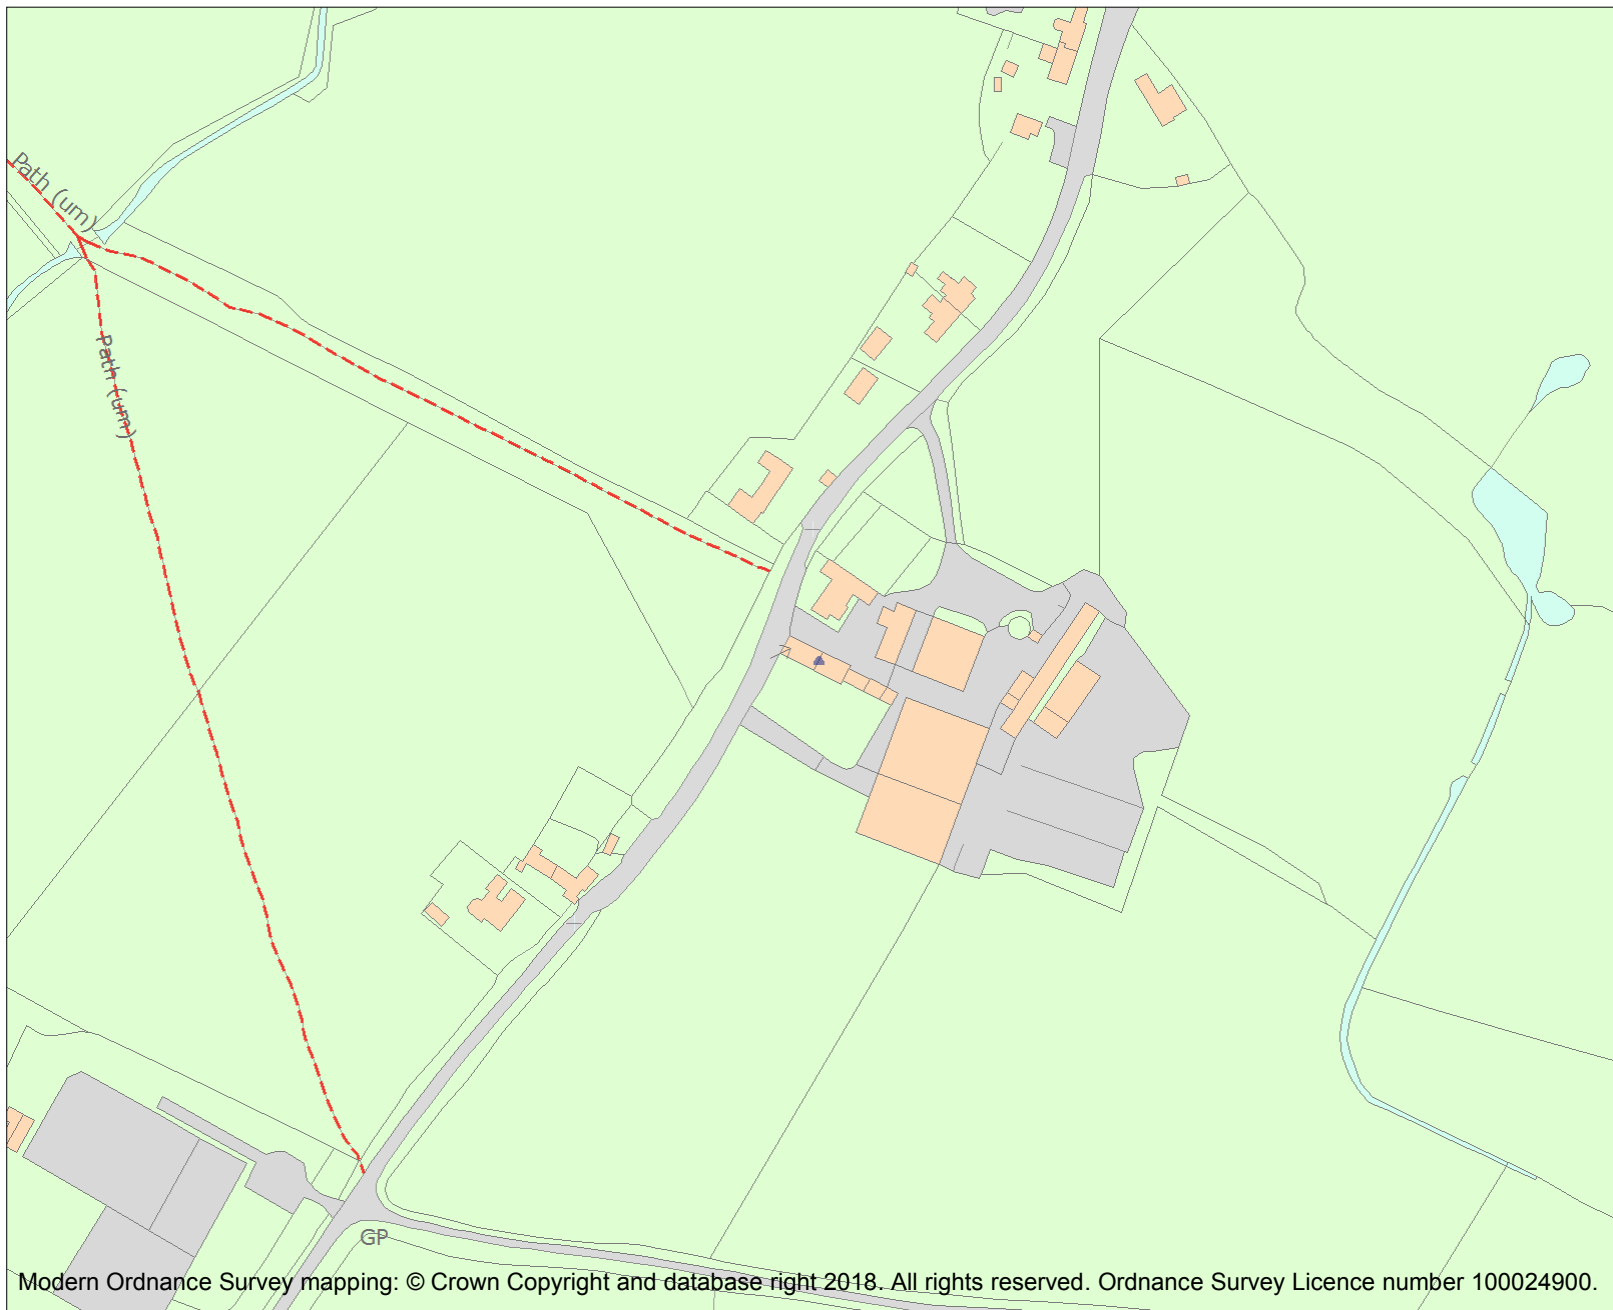 Path (um)
Path (um)
GP
Modern Ordnance Survey mapping: © Crown Copyright and database right 2018. All rights reserved. Ordnance Survey Licence number 100024900.